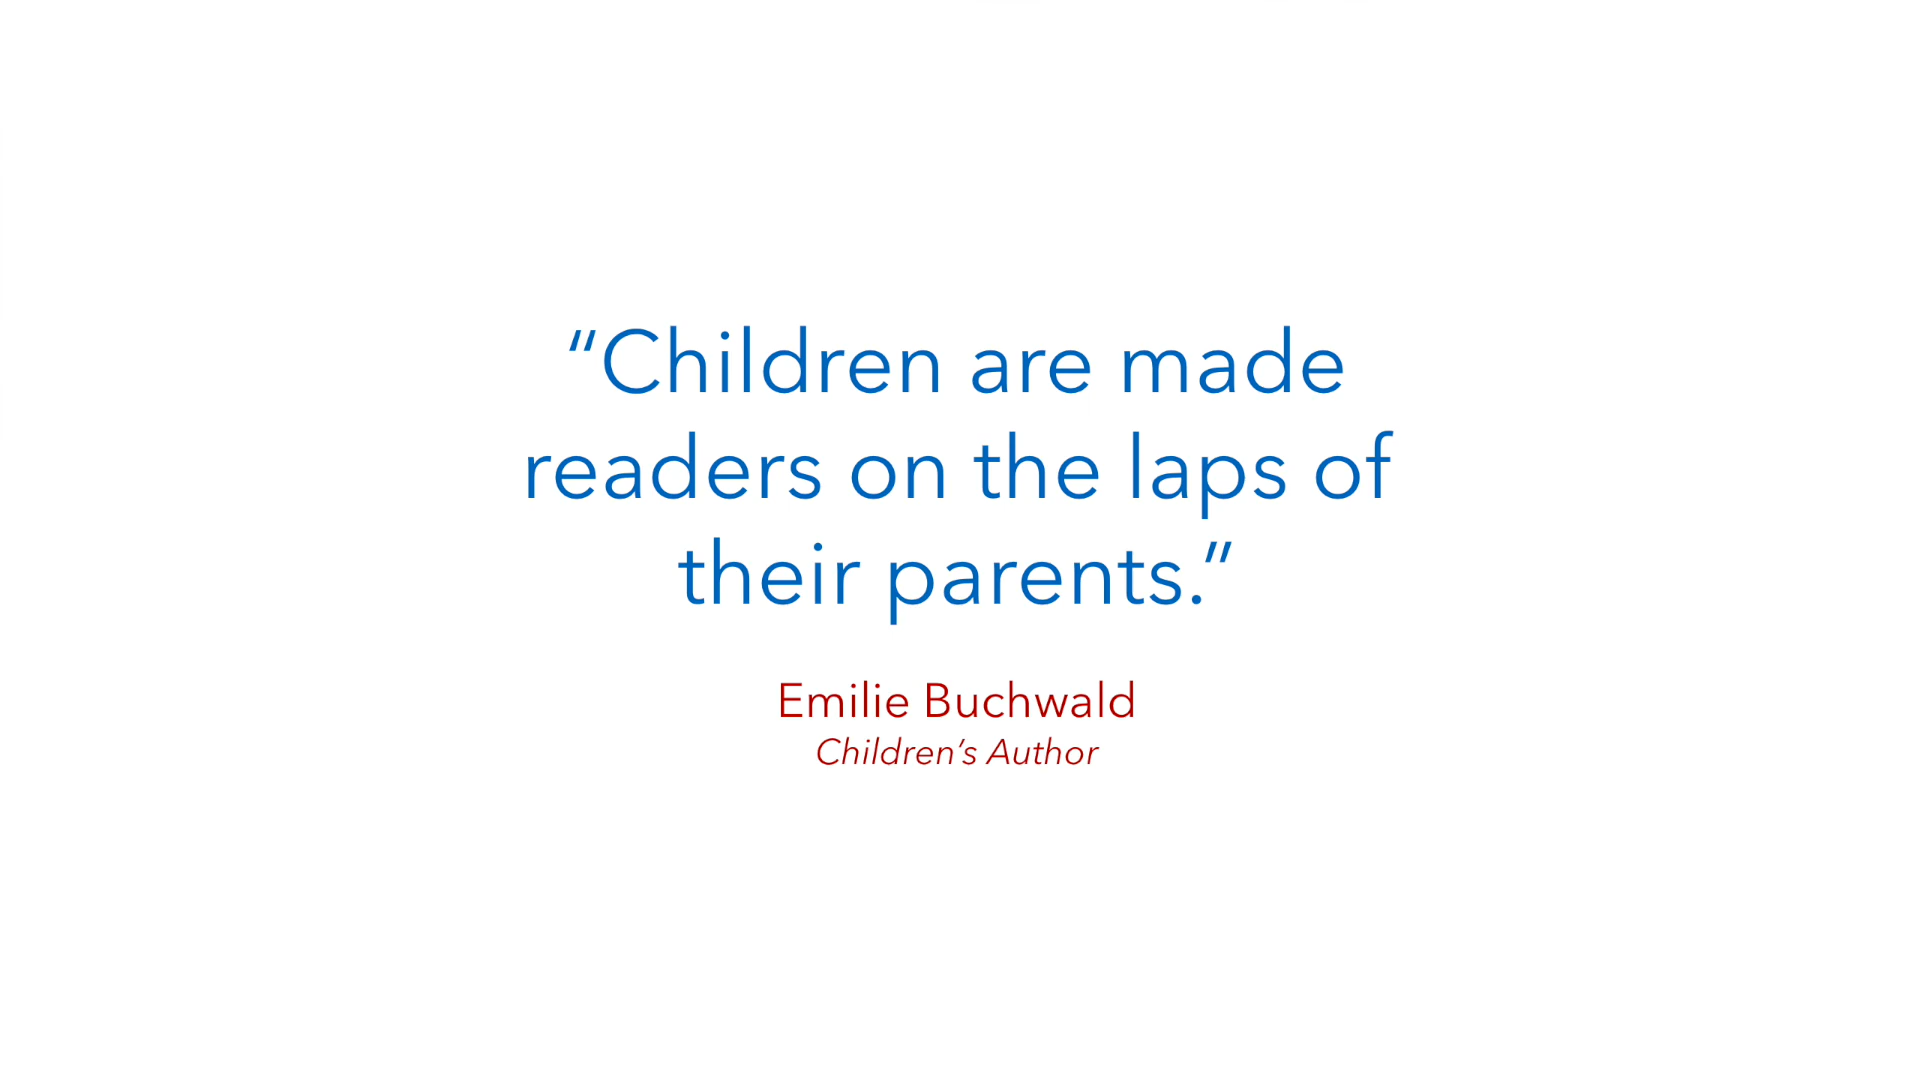 “Children are made
readers on the laps of
their parents.”
Emilie Buchwald
Children’s Author